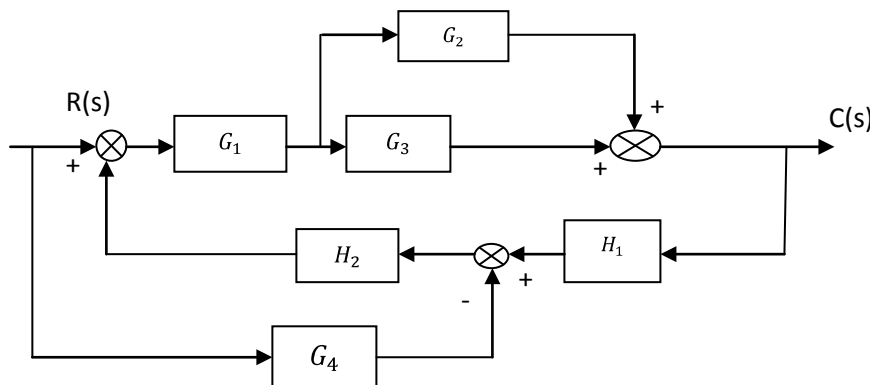 G₂
R(s)
+
C(s)
G₁
G₃
+
+
H₂
H₁
+
-
G₄